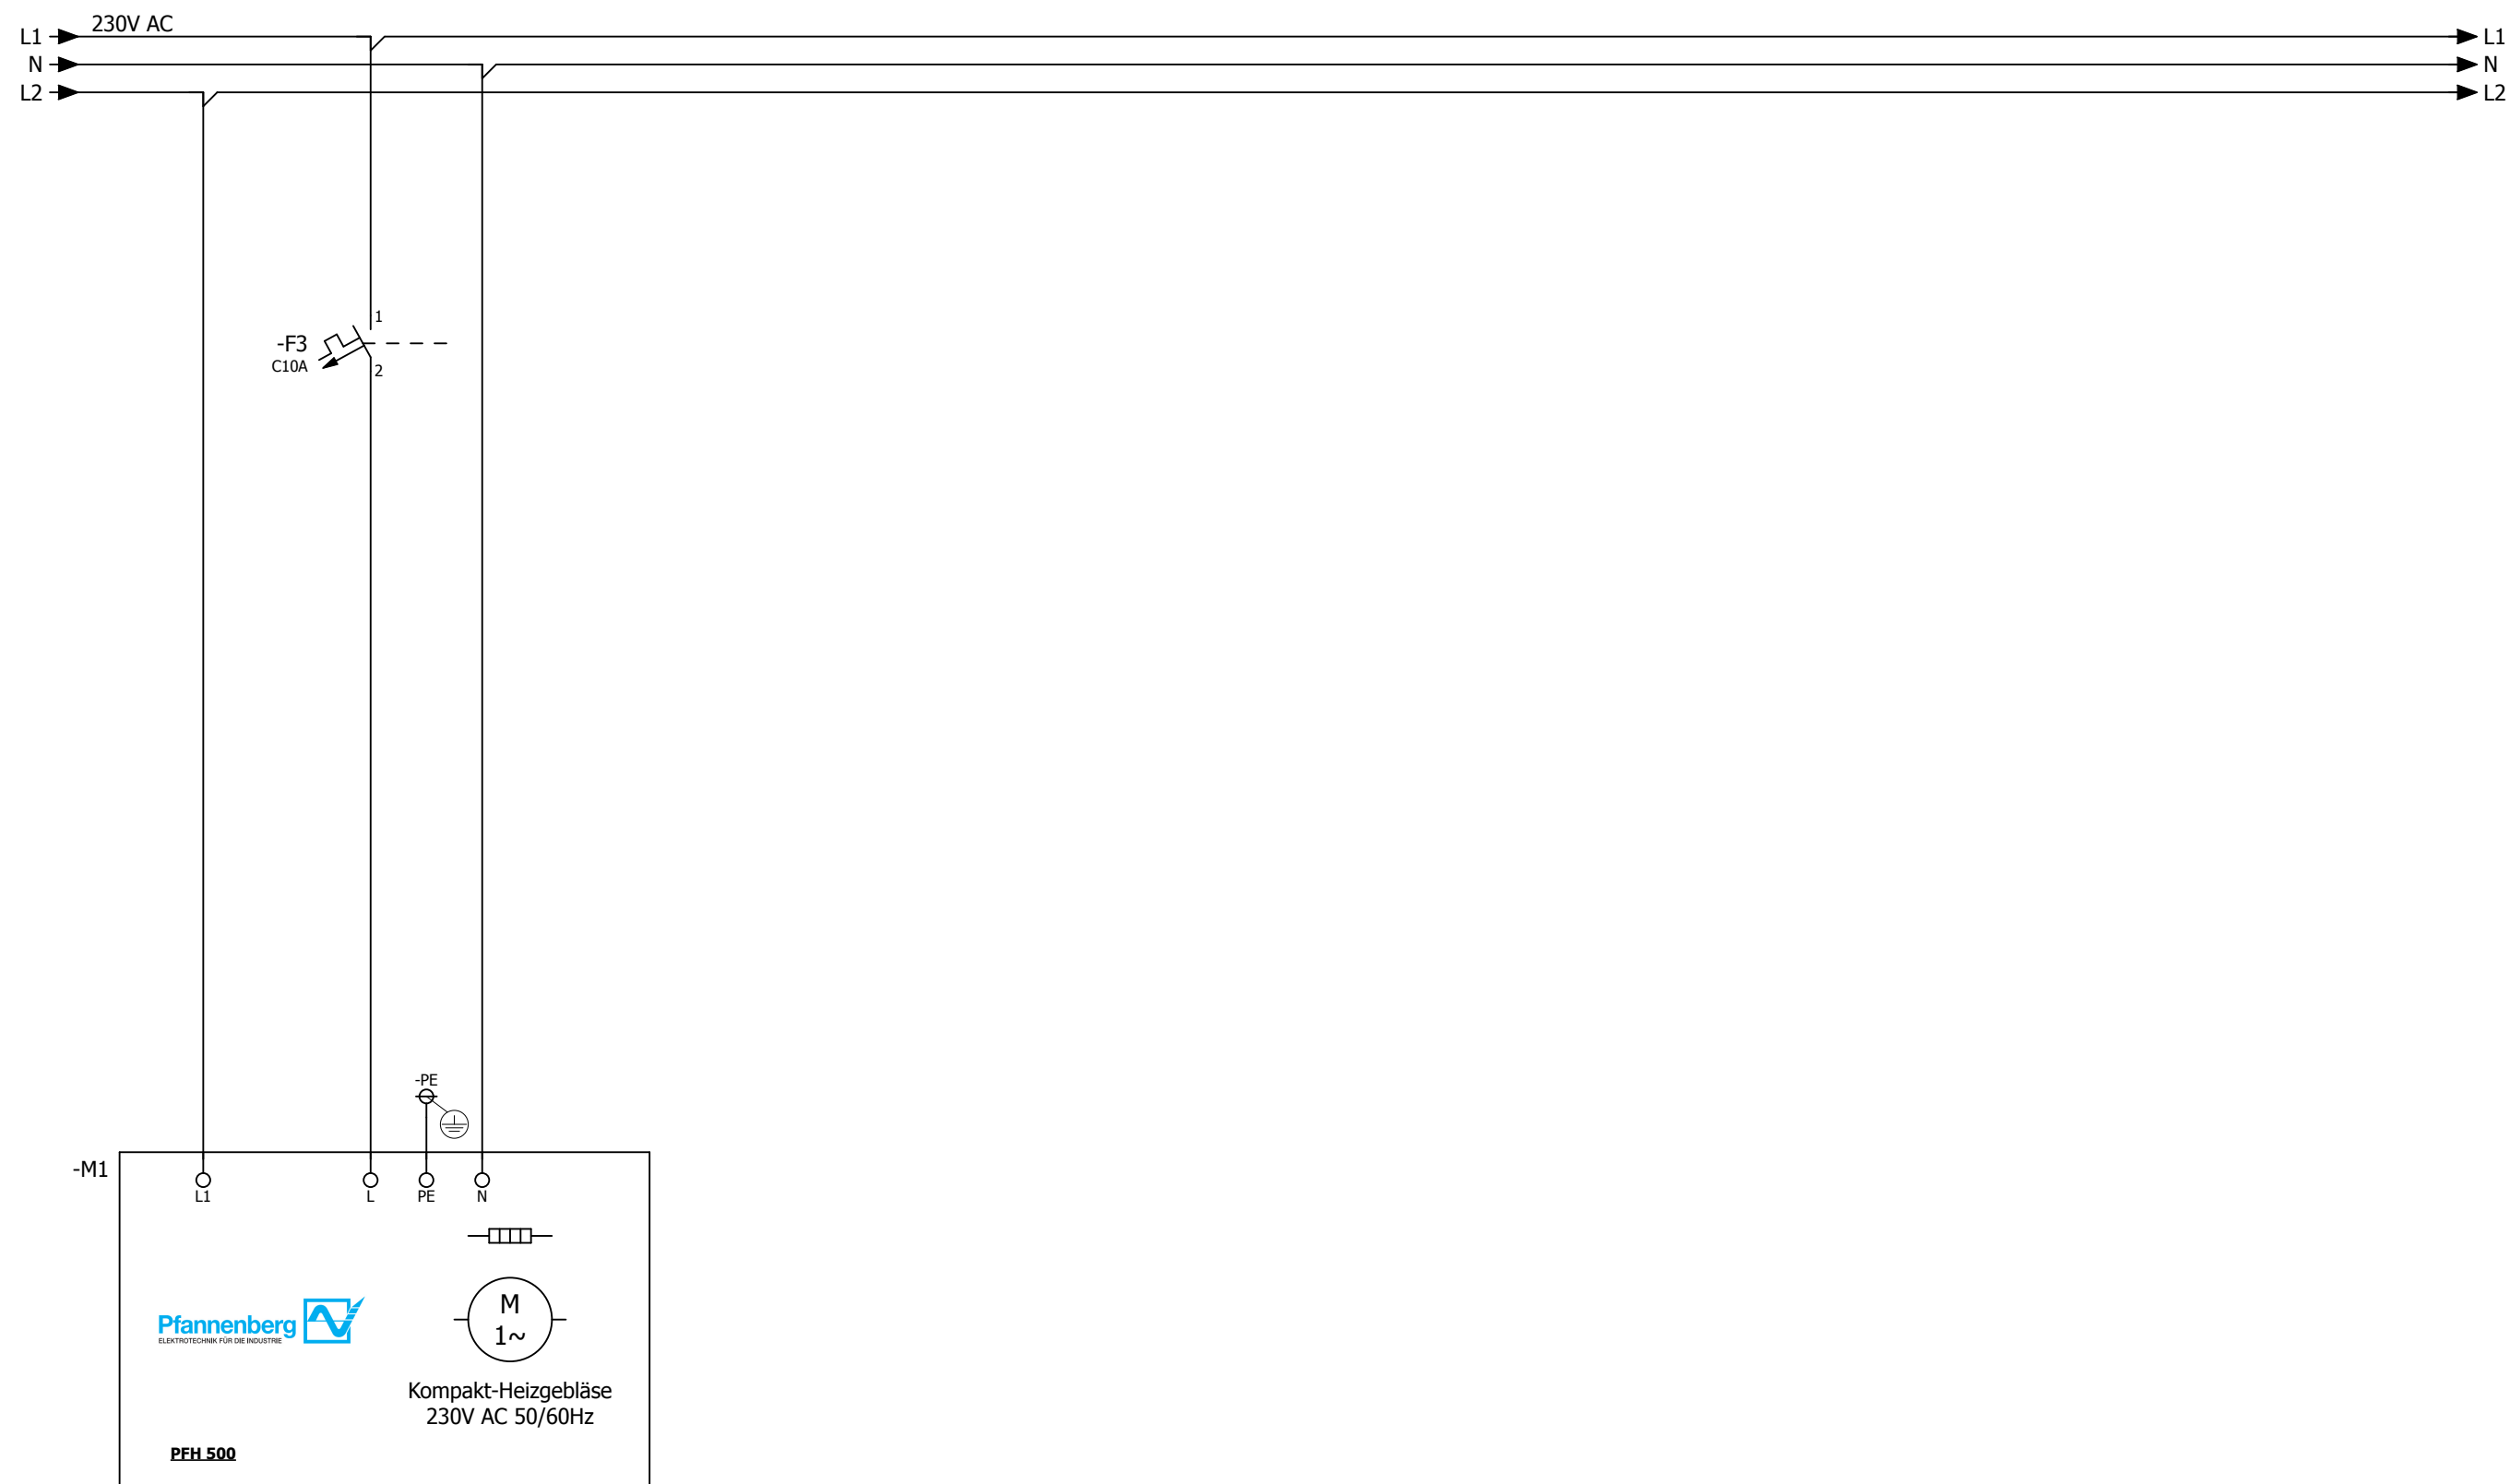 230V AC
L1 L1
N N
L2 L2
1
-F3
C10A
2
-PE
-M1
L1 L PE N
Pfannenberg
ELEKTROTECHNIK FÜR DIE INDUSTRIE
M
1~
Kompakt-Heizgebläse
230V AC 50/60Hz
PFH 500